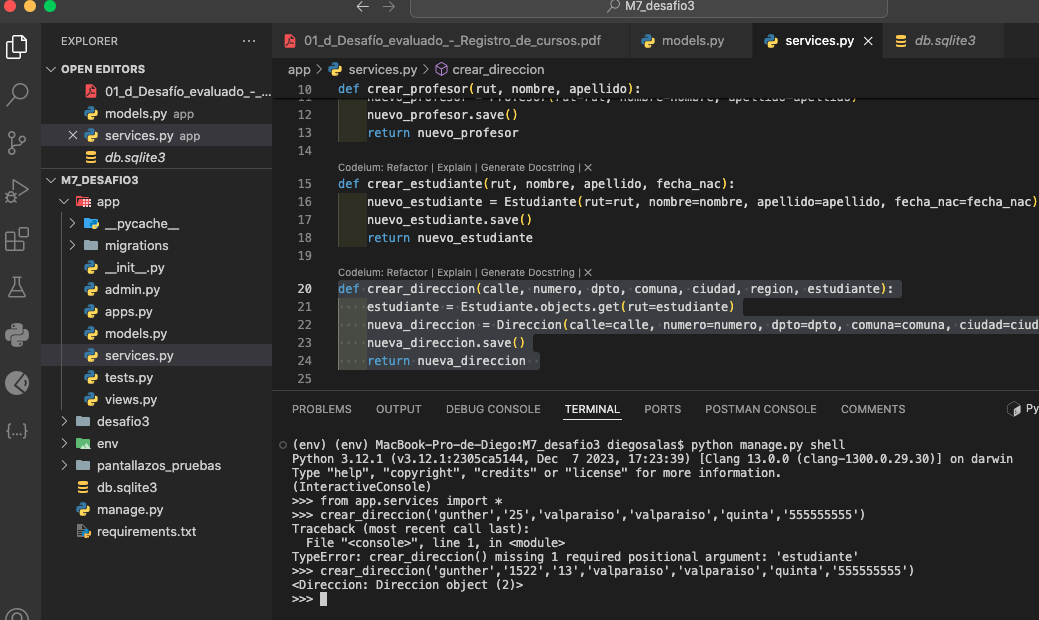 M7_desafio3
EXPLORER
OPEN EDITORS
01_d_Desafío_evaluado_-_...
models.py app
services.py app
db.sqlite3
M7_DESAFIO3
app
__pycache__
migrations
__init__.py
admin.py
apps.py
models.py
services.py
tests.py
views.py
desafio3
env
pantallazos_pruebas
db.sqlite3
manage.py
requirements.txt
01_d_Desafío_evaluado_-_Registro_de_cursos.pdf
models.py
services.py
db.sqlite3
app > services.py > crear_direccion
10 def crear_profesor(rut, nombre, apellido):
11 nuevo_profesor = Profesor(rut=rut, nombre=nombre, apellido=apellido)
12 nuevo_profesor.save()
13 return nuevo_profesor
14
Codeium: Refactor | Explain | Generate Docstring | ×
15 def crear_estudiante(rut, nombre, apellido, fecha_nac):
16 nuevo_estudiante = Estudiante(rut=rut, nombre=nombre, apellido=apellido, fecha_nac=fecha_nac)
17 nuevo_estudiante.save()
18 return nuevo_estudiante
19
Codeium: Refactor | Explain | Generate Docstring | ×
20 def crear_direccion(calle, numero, dpto, comuna, ciudad, region, estudiante):
21 estudiante = Estudiante.objects.get(rut=estudiante)
22 nueva_direccion = Direccion(calle=calle, numero=numero, dpto=dpto, comuna=comuna, ciudad=ciud
23 nueva_direccion.save()
24 return nueva_direccion
25
PROBLEMS OUTPUT DEBUG CONSOLE TERMINAL PORTS POSTMAN CONSOLE COMMENTS Py
(env) (env) MacBook-Pro-de-Diego:M7_desafio3 diegosalas$ python manage.py shell
Python 3.12.1 (v3.12.1:2305ca5144, Dec  7 2023, 17:23:39) [Clang 13.0.0 (clang-1300.0.29.30)] on darwin
Type "help", "copyright", "credits" or "license" for more information.
(InteractiveConsole)
>>> from app.services import *
>>> crear_direccion('gunther','25','valparaiso','valparaiso','quinta','555555555')
Traceback (most recent call last):
File "<console>", line 1, in <module>
TypeError: crear_direccion() missing 1 required positional argument: 'estudiante'
>>> crear_direccion('gunther','1522','13','valparaiso','valparaiso','quinta','555555555')
<Direccion: Direccion object (2)>
>>>